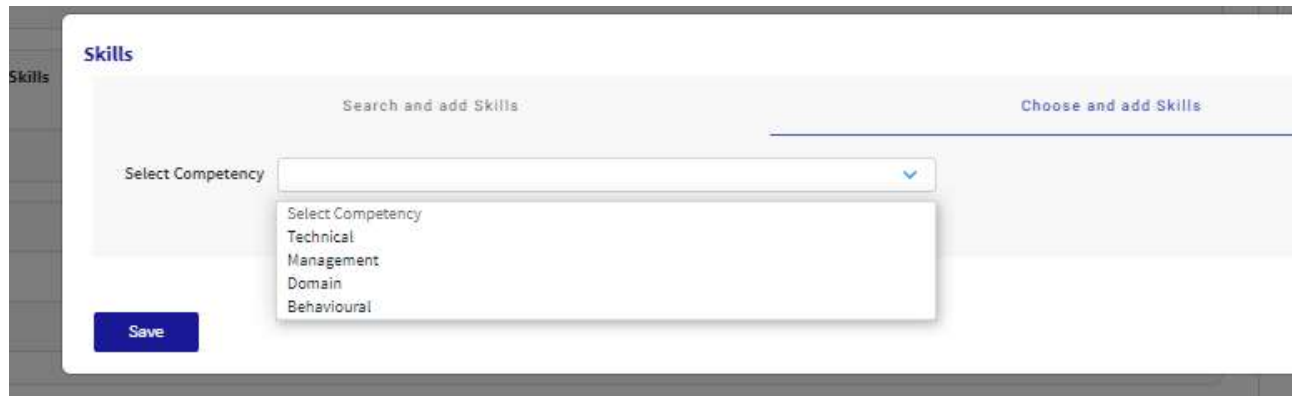 Skills
Skills
Search and add Skills Choose and add Skills
Select Competency
Select Competency
Technical
Management
Domain
Behavioural
Save